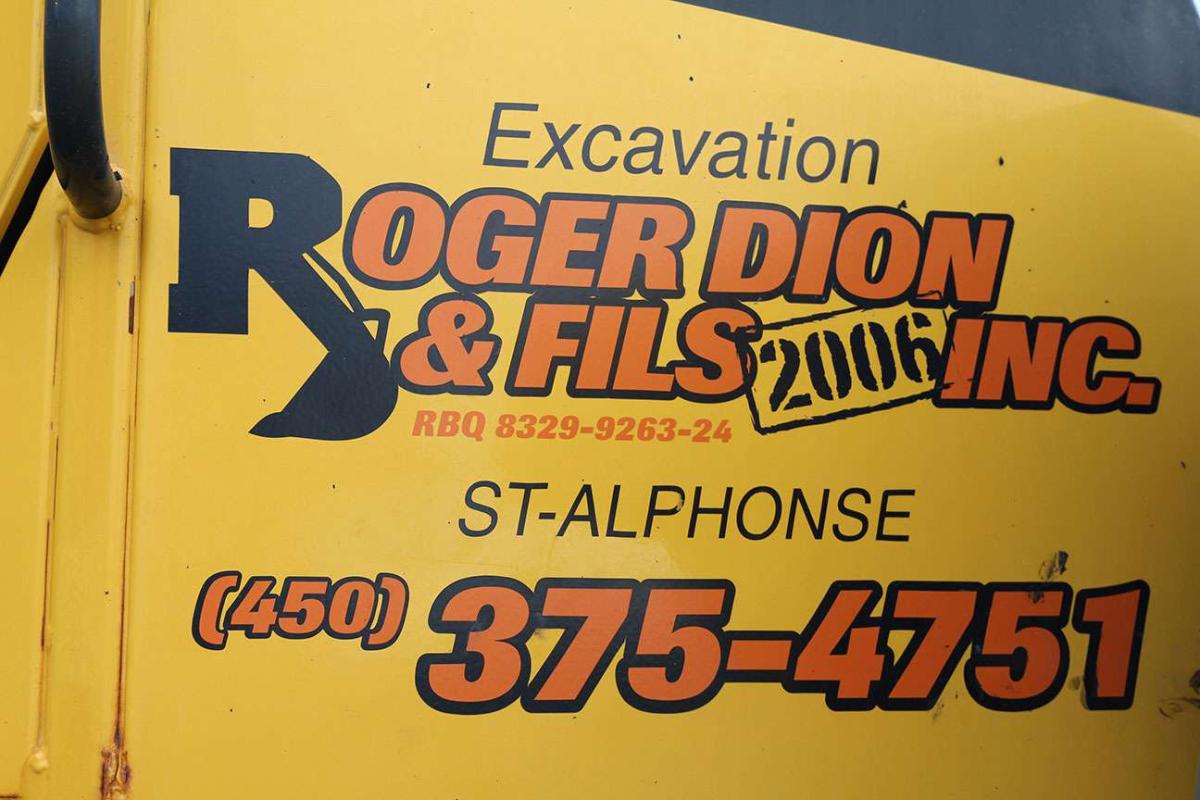 Excavation
ROGER DION
& FILS 2006 INC.
RBQ 8329-9263-24
ST-ALPHONSE
(450) 375-4751